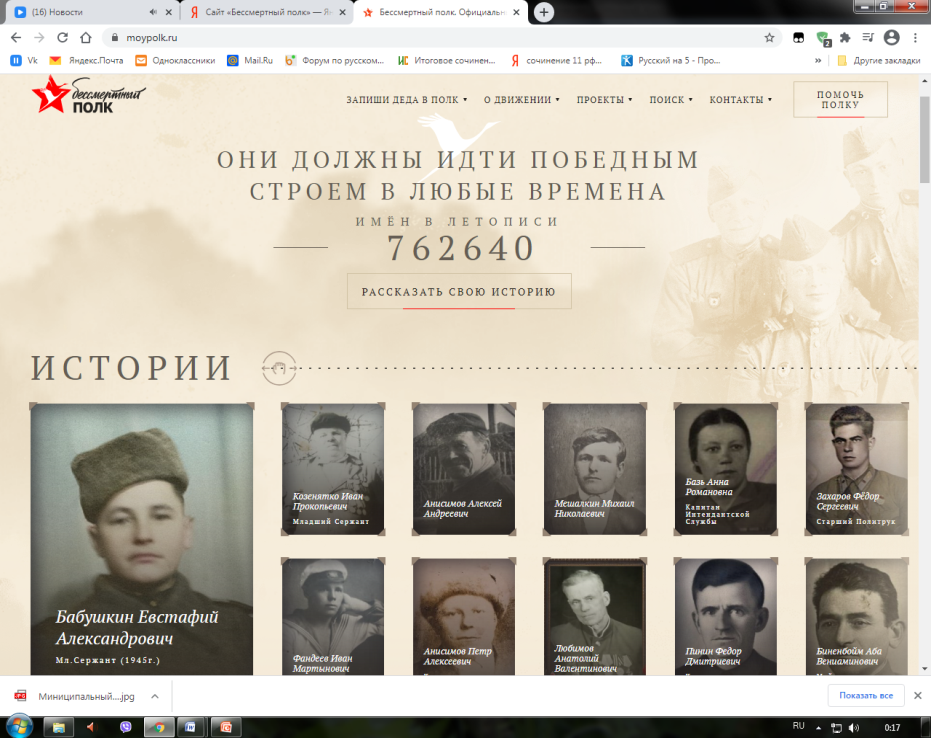 (16) Новости
Сайт «Бессмертный полк» — Ян
Бессмертный полк. Официальн
moypolk.ru
2
Vk
Яндекс.Почта
Одноклассники
Mail.Ru
Форум по русском...
Итоговое сочинен...
сочинение 11 рф...
Русский на 5 - Про...
»
Другие закладки
бессмертный
ПОЛК
ЗАПИШИ ДЕДА В ПОЛК
О ДВИЖЕНИИ
ПРОЕКТЫ
ПОИСК
КОНТАКТЫ
ПОМОЧЬ
ПОЛКУ
ОНИ ДОЛЖНЫ ИДТИ ПОБЕДНЫМ
СТРОЕМ В ЛЮБЫЕ ВРЕМЕНА
ИМЁН В ЛЕТОПИСИ
762640
РАССКАЗАТЬ СВОЮ ИСТОРИЮ
ИСТОРИИ
Бабушкин Евстафий
Александрович
Мл.Сержант (1945г.)
Козенятко Иван
Прокопьевич
Младший Сержант
Анисимов Алексей
Андреевич
Мешалкин Михаил
Николаевич
Базь Анна
Романовна
Капитан
Интендантской
Службы
Захаров Фёдор
Сергеевич
Старший Политрук
Фандеев Иван
Мартынович
Анисимов Петр
Алексеевич
Любимов
Анатолий
Валентинович
Пинин Федор
Дмитриевич
Биненбойм Аба
Вениаминович
Миниципальный....jpg
Показать все
RU
0:17